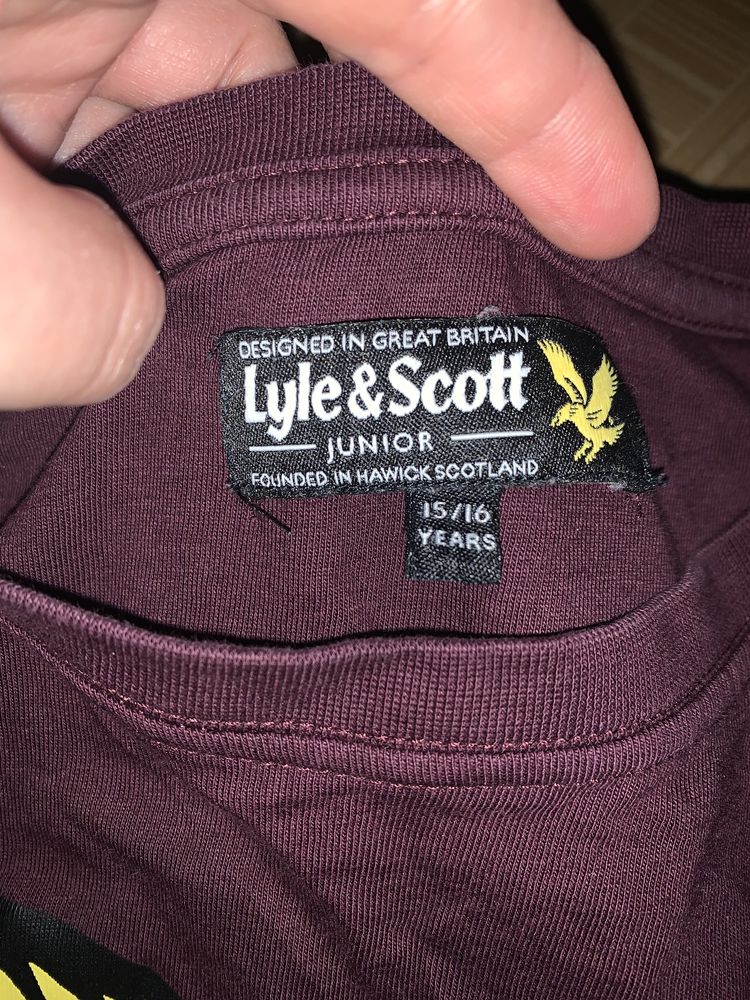 DESIGNED IN GREAT BRITAIN
Lyle & Scott
JUNIOR
FOUNDED IN HAWICK SCOTLAND
15/16
YEARS